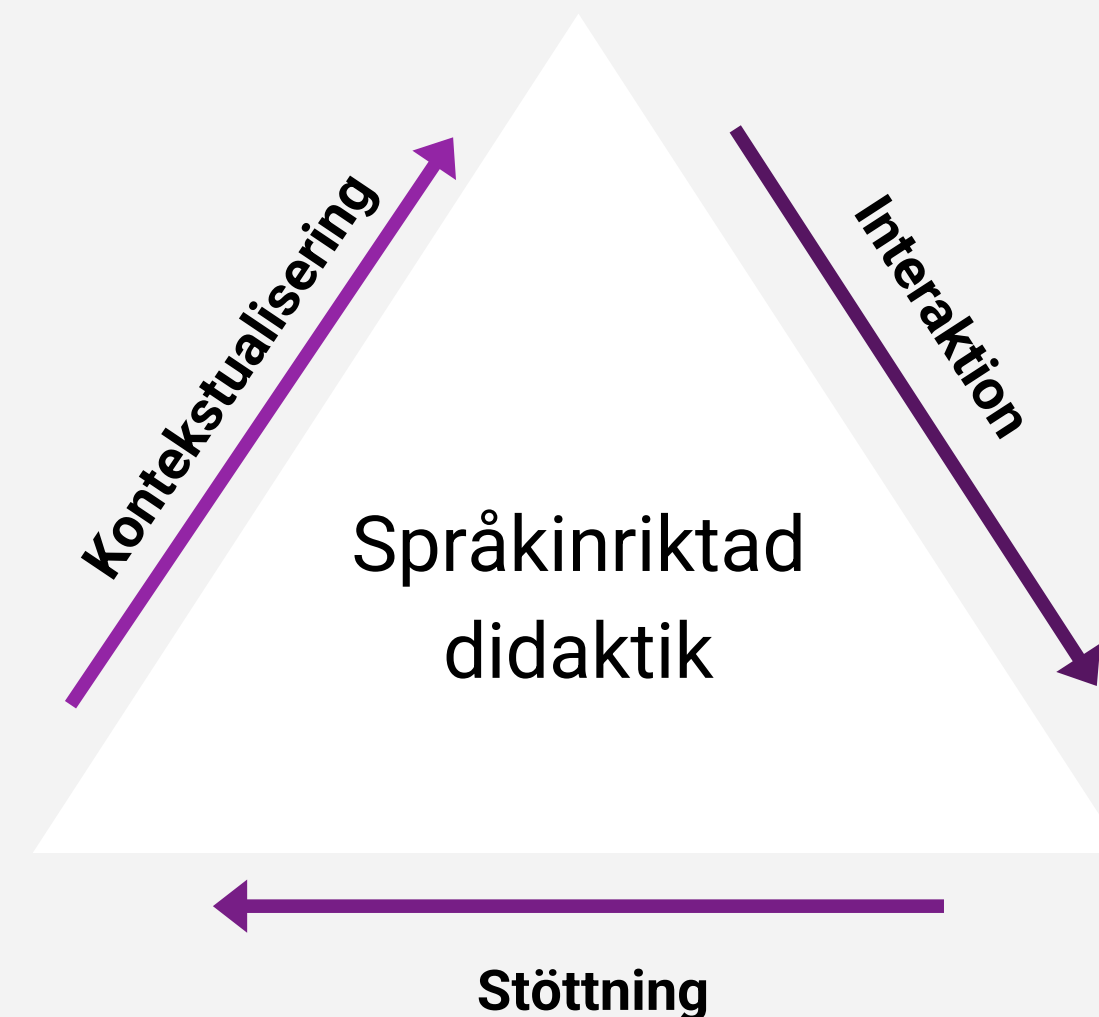 Kontekstualisering
Interaktion
Språkinriktad
didaktik
Stöttning